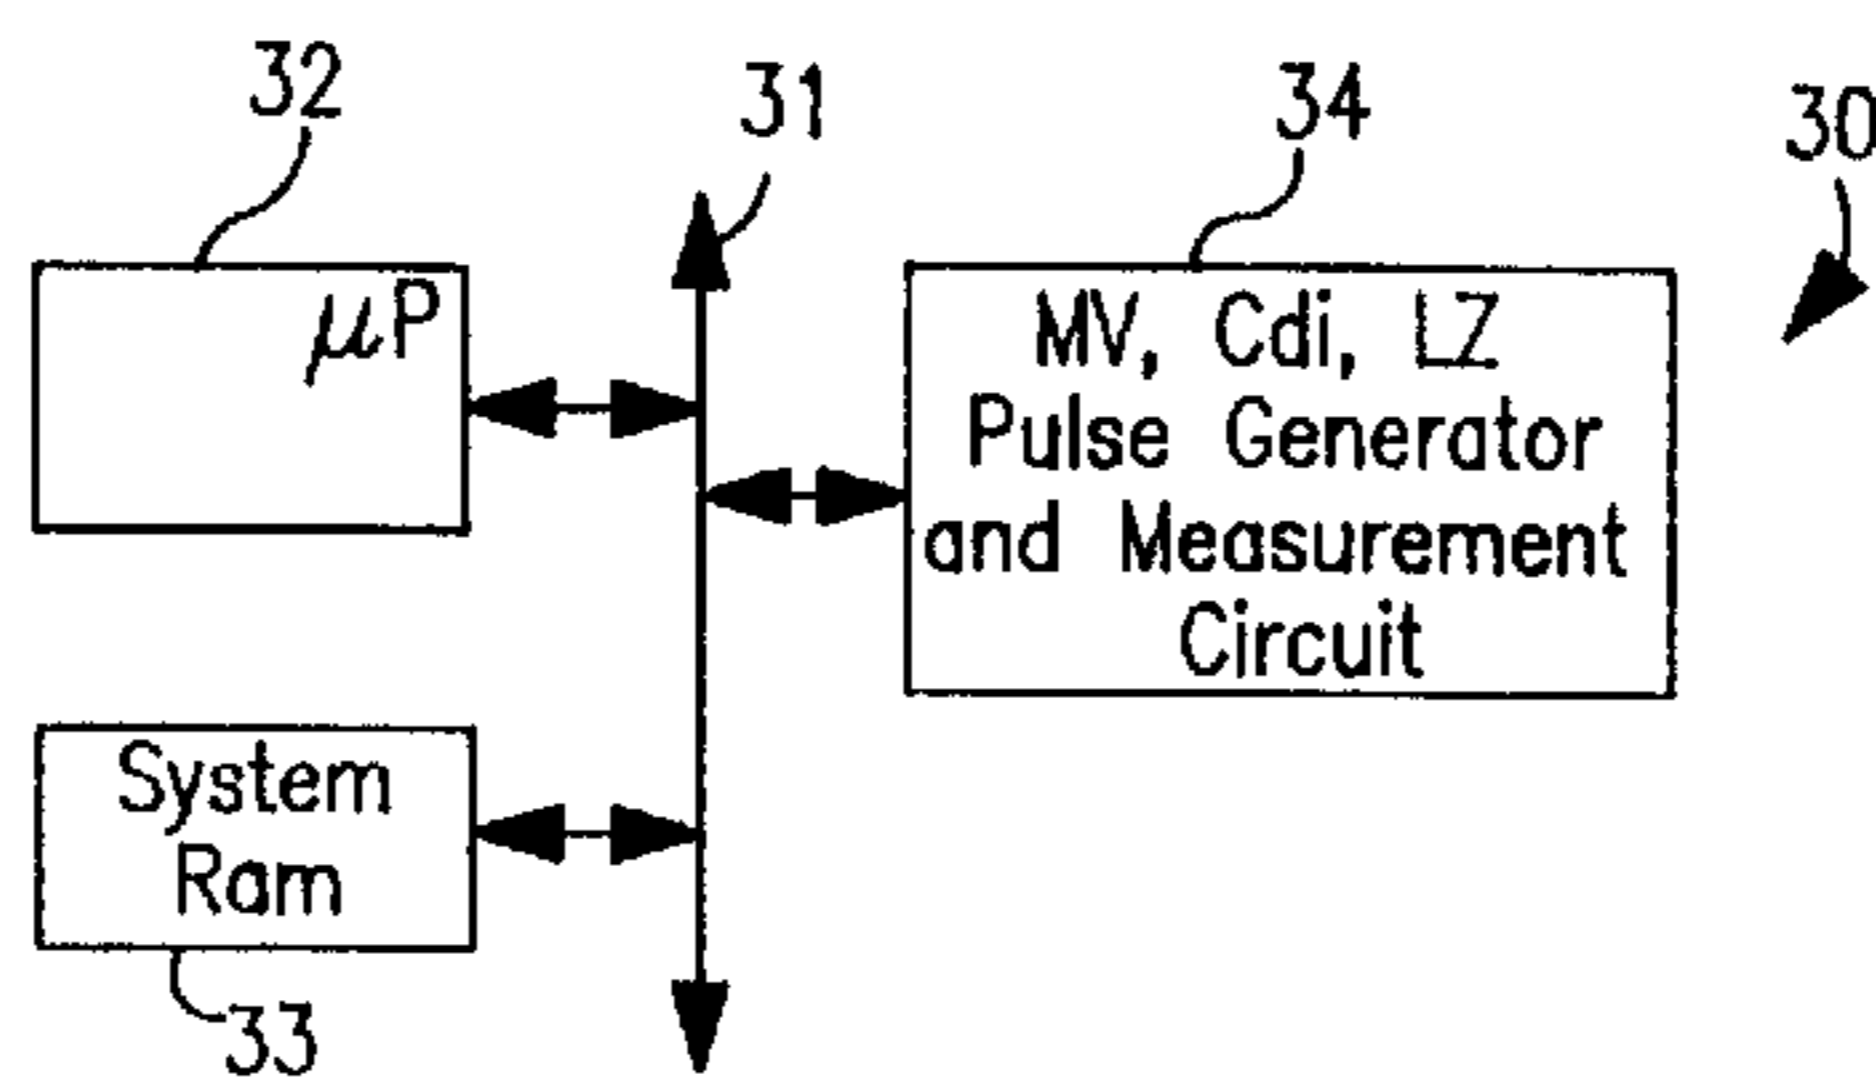 32
31
34
30
μP
MV, Cdi, LZ
Pulse Generator
and Measurement
Circuit
System
Ram
33